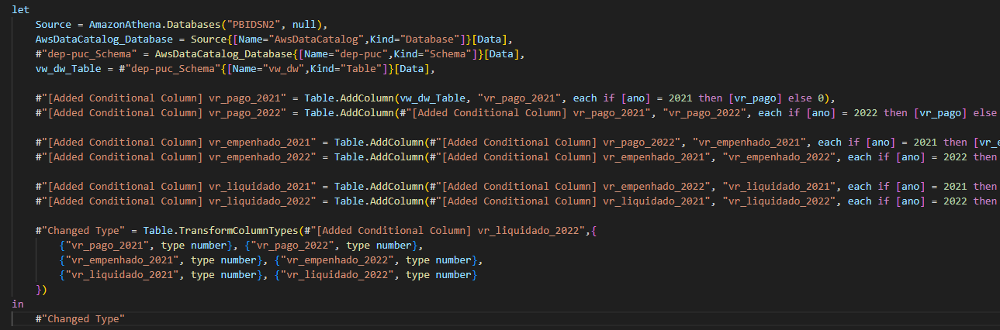 let
Source = AmazonAthena.Databases("PBIDSN2", null),
AwsDataCatalog_Database = Source{[Name="AwsDataCatalog",Kind="Database"]}[Data],
#"dep-puc_Schema" = AwsDataCatalog_Database{[Name="dep-puc",Kind="Schema"]}[Data],
vw_dw_Table = #"dep-puc_Schema"{[Name="vw_dw",Kind="Table"]}[Data],
#"[Added Conditional Column] vr_pago_2021" = Table.AddColumn(vw_dw_Table, "vr_pago_2021", each if [ano] = 2021 then [vr_pago] else 0),
#"[Added Conditional Column] vr_pago_2022" = Table.AddColumn(#"[Added Conditional Column] vr_pago_2021", "vr_pago_2022", each if [ano] = 2022 then [vr_pago] else
#"[Added Conditional Column] vr_empenhado_2021" = Table.AddColumn(#"[Added Conditional Column] vr_pago_2022", "vr_empenhado_2021", each if [ano] = 2021 then [vr_e
#"[Added Conditional Column] vr_empenhado_2022" = Table.AddColumn(#"[Added Conditional Column] vr_empenhado_2021", "vr_empenhado_2022", each if [ano] = 2022 then
#"[Added Conditional Column] vr_liquidado_2021" = Table.AddColumn(#"[Added Conditional Column] vr_empenhado_2022", "vr_liquidado_2021", each if [ano] = 2021 then
#"[Added Conditional Column] vr_liquidado_2022" = Table.AddColumn(#"[Added Conditional Column] vr_liquidado_2021", "vr_liquidado_2022", each if [ano] = 2022 then
#"Changed Type" = Table.TransformColumnTypes(#"[Added Conditional Column] vr_liquidado_2022",{
{"vr_pago_2021", type number}, {"vr_pago_2022", type number},
{"vr_empenhado_2021", type number}, {"vr_empenhado_2022", type number},
{"vr_liquidado_2021", type number}, {"vr_liquidado_2022", type number}
})
in
#"Changed Type"